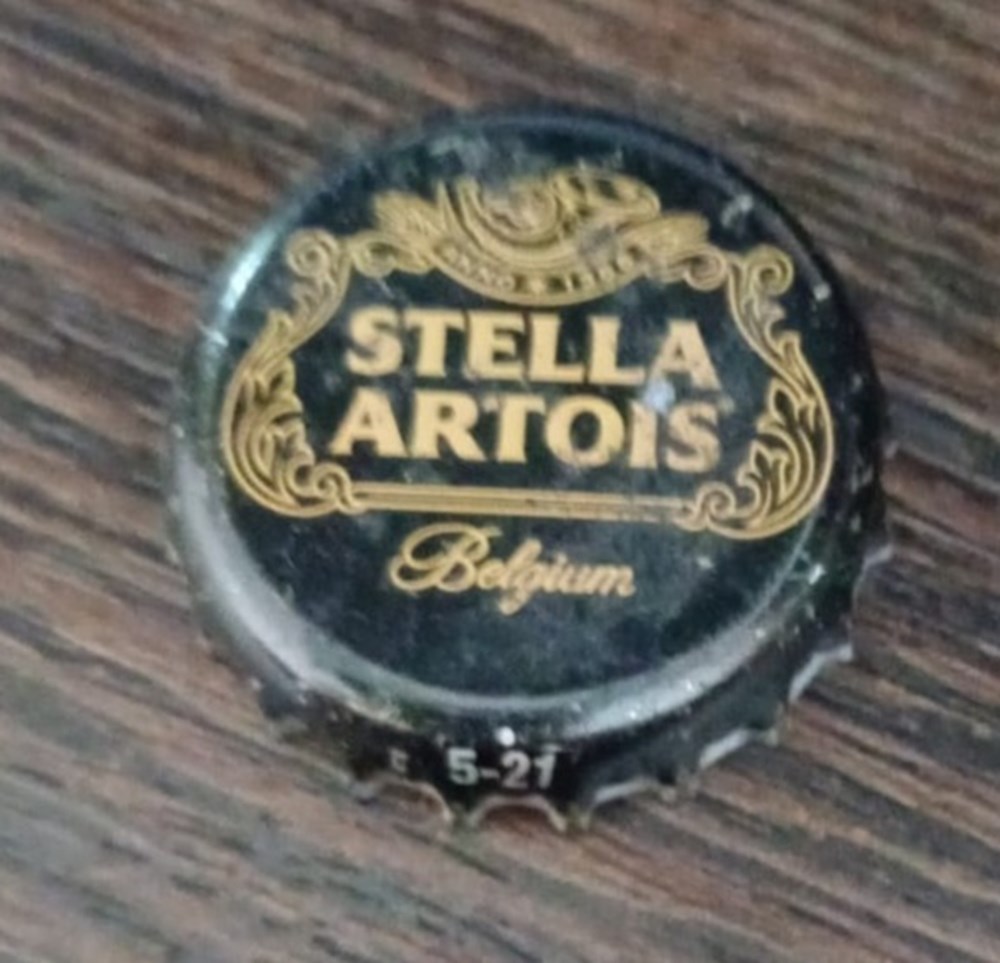 STELLA
ARTOIS
Belgium
5-21